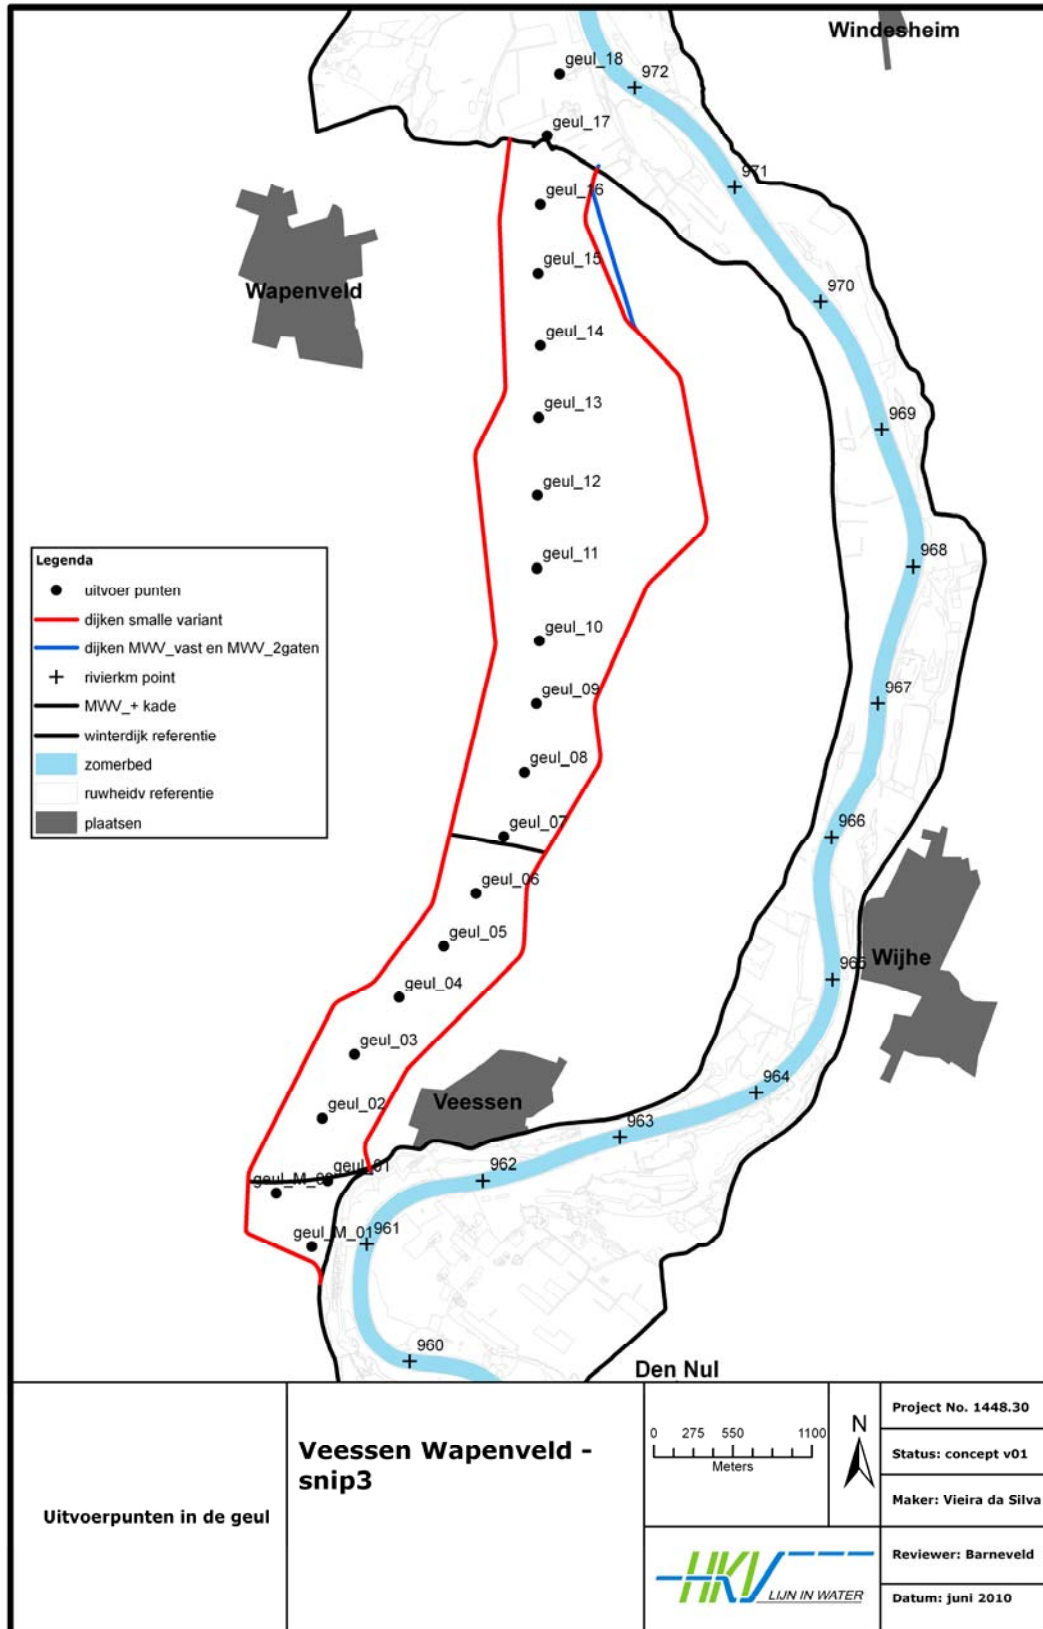 Windesheim
geul_18
972
geul_17
971
geul_16
Wapenveld
geul_15
970
geul_14
geul_13
969
geul_12
geul_11
968
Legenda
uitvoer punten
dijken smalle variant
dijken MWV_vast en MWV_2gaten
rivierkm point
MWV_+ kade
winterdijk referentie
zomerbed
ruwheidv referentie
plaatsen
geul_10
geul_09
967
geul_08
geul_07
966
geul_06
geul_05
Wijhe
965
geul_04
geul_03
964
Veessen
geul_02
963
geul_01
962
geul_M_01
961
960
Den Nul
Uitvoerpunten in de geul
Veessen Wapenveld -
snip3
0 275 550 1100
Meters
N
HKV
LIJN IN WATER
Project No. 1448.30
Status: concept v01
Maker: Vieira da Silva
Reviewer: Barneveld
Datum: juni 2010